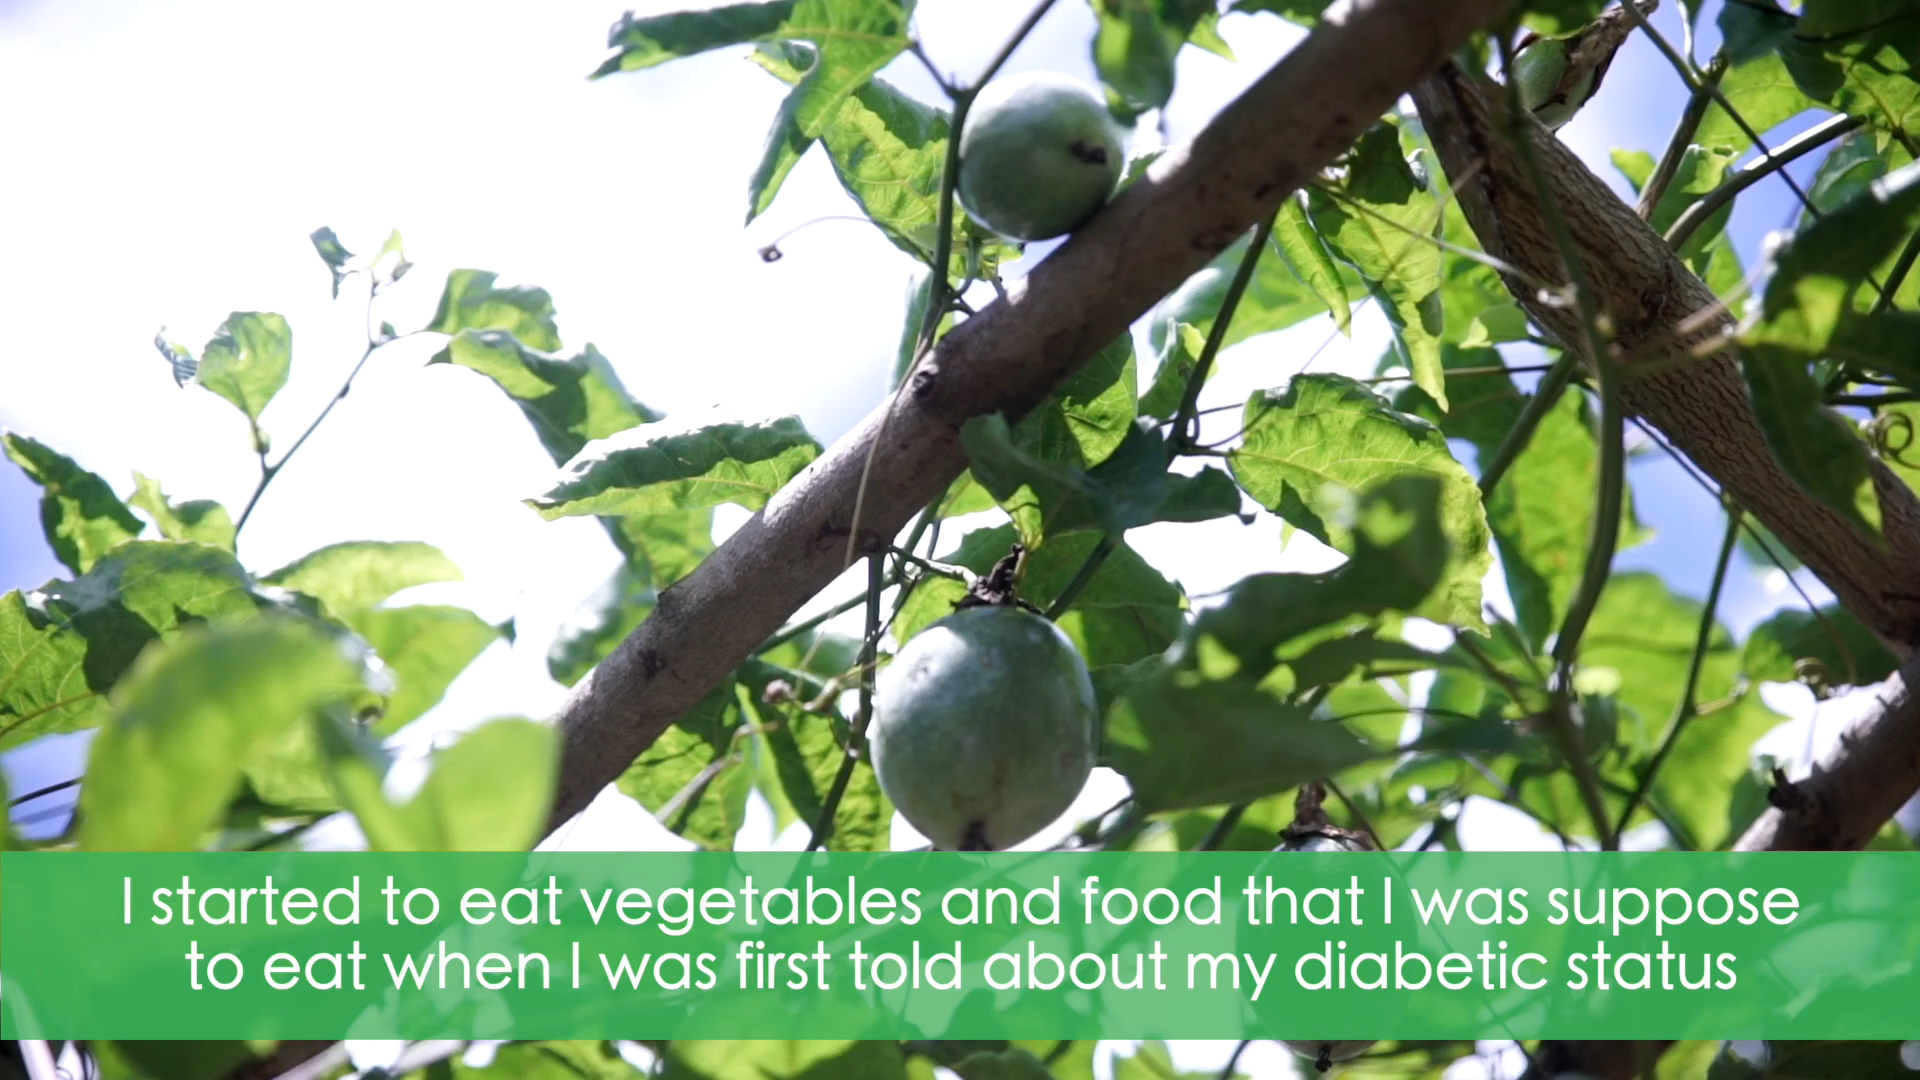 I started to eat vegetables and food that I was suppose
to eat when I was first told about my diabetic status